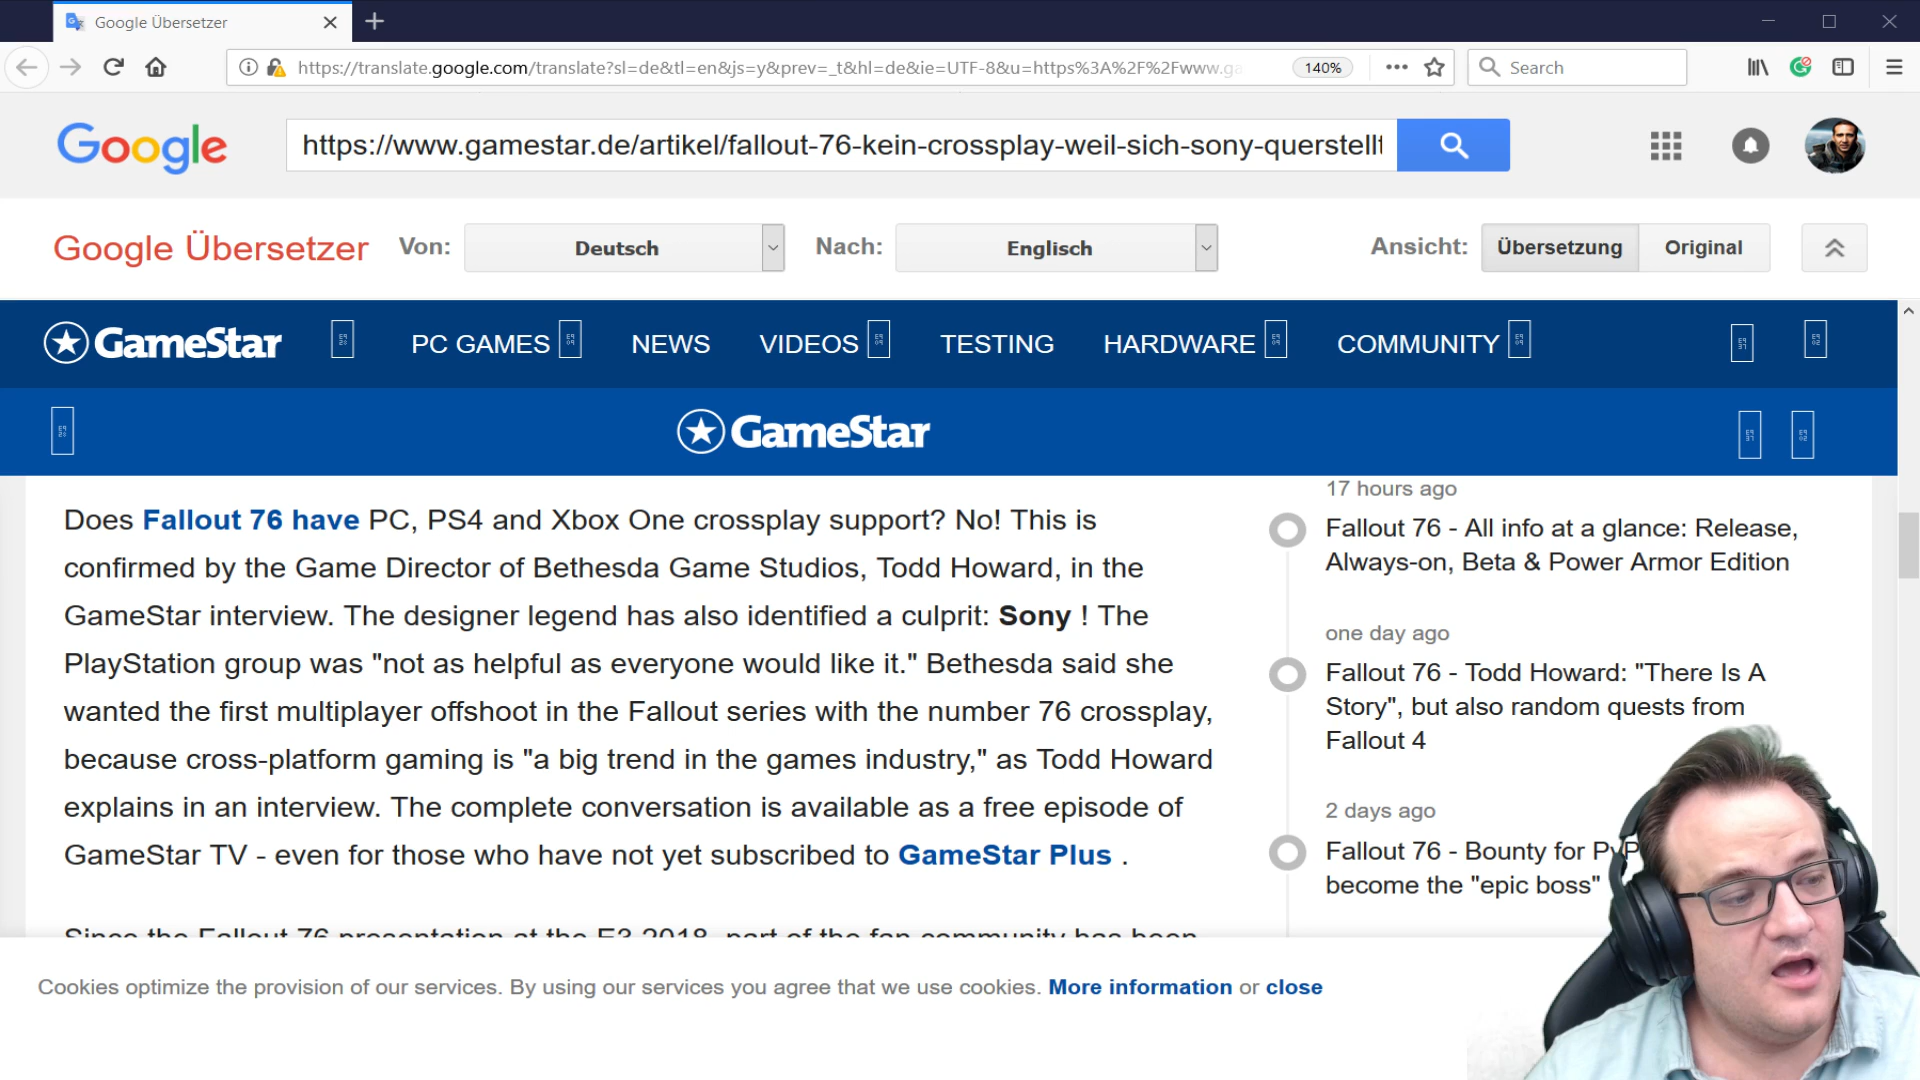 Google Übersetzer
https://translate.google.com/translate?sl=de&tl=en&js=y&prev=_t&hl=de&ie=UTF-8&u=https%3A%2F%2Fwww.ga
140%
Search
Google
https://www.gamestar.de/artikel/fallout-76-kein-crossplay-weil-sich-sony-querstellt
Google Übersetzer Von: Deutsch Nach: Englisch Ansicht: Übersetzung Original
GameStar PC GAMES NEWS VIDEOS TESTING HARDWARE COMMUNITY
GameStar
Does Fallout 76 have PC, PS4 and Xbox One crossplay support? No! This is
confirmed by the Game Director of Bethesda Game Studios, Todd Howard, in the
GameStar interview. The designer legend has also identified a culprit: Sony ! The
PlayStation group was "not as helpful as everyone would like it." Bethesda said she
wanted the first multiplayer offshoot in the Fallout series with the number 76 crossplay,
because cross-platform gaming is "a big trend in the games industry," as Todd Howard
explains in an interview. The complete conversation is available as a free episode of
GameStar TV - even for those who have not yet subscribed to GameStar Plus .
Since the Fallout 76 presentation at the E3 2018, part of the fan community has been
17 hours ago
Fallout 76 - All info at a glance: Release,
Always-on, Beta & Power Armor Edition
one day ago
Fallout 76 - Todd Howard: "There Is A
Story", but also random quests from
Fallout 4
2 days ago
Fallout 76 - Bounty for PvP
become the "epic boss"
Cookies optimize the provision of our services. By using our services you agree that we use cookies. More information or close